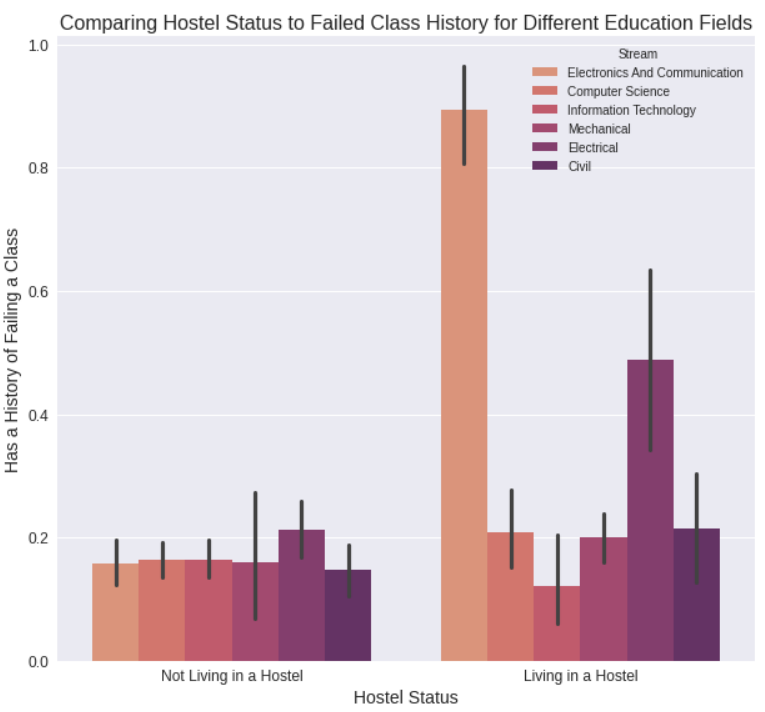 Comparing Hostel Status to Failed Class History for Different Education Fields
1.0
0.8
0.6
0.4
0.2
0.0
Has a History of Failing a Class
Stream
Electronics And Communication
Computer Science
Information Technology
Mechanical
Electrical
Civil
Not Living in a Hostel
Living in a Hostel
Hostel Status